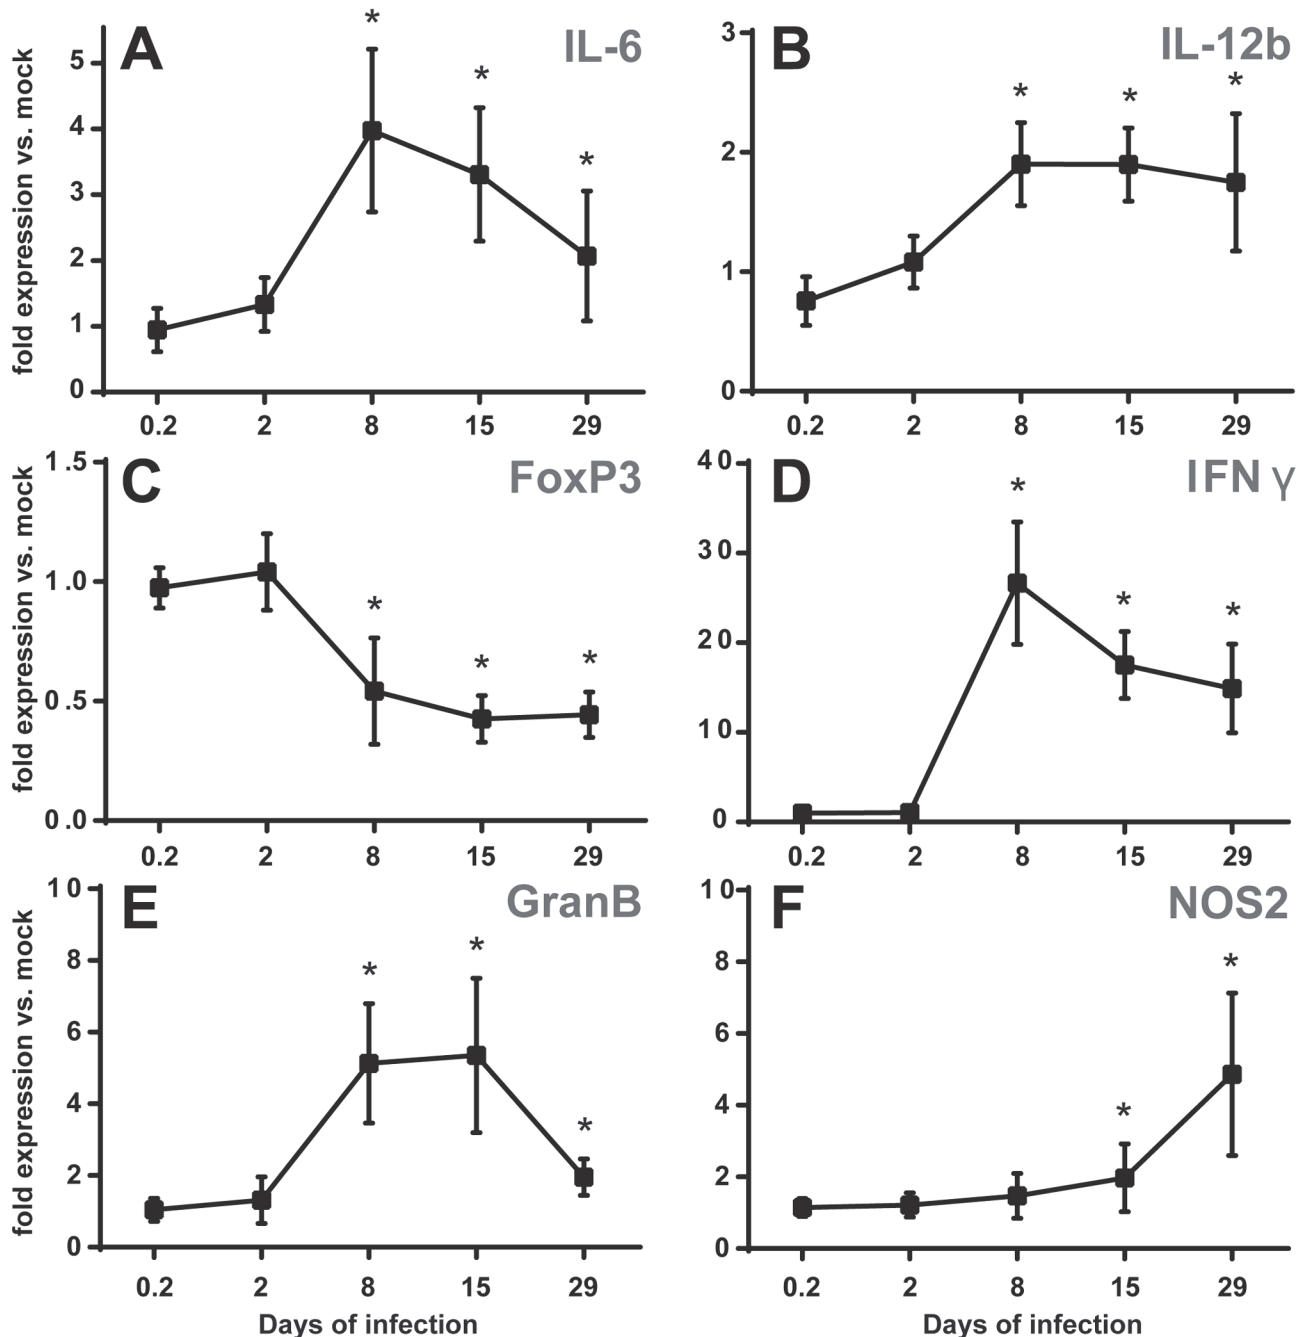 A
IL-6
fold expression vs. mock
5
4
3
2
1
0
* * *
0.2 2 8 15 29
B
IL-12b
3
2
1
0
* * *
0.2 2 8 15 29
C
FoxP3
fold expression vs. mock
1.5
1.0
0.5
0.0
* * *
0.2 2 8 15 29
D
IFN γ
40
30
20
10
0
* * *
0.2 2 8 15 29
E
GranB
fold expression vs. mock
10
8
6
4
2
0
* * *
0.2 2 8 15 29
Days of infection
F
NOS2
10
8
6
4
2
0
* *
0.2 2 8 15 29
Days of infection